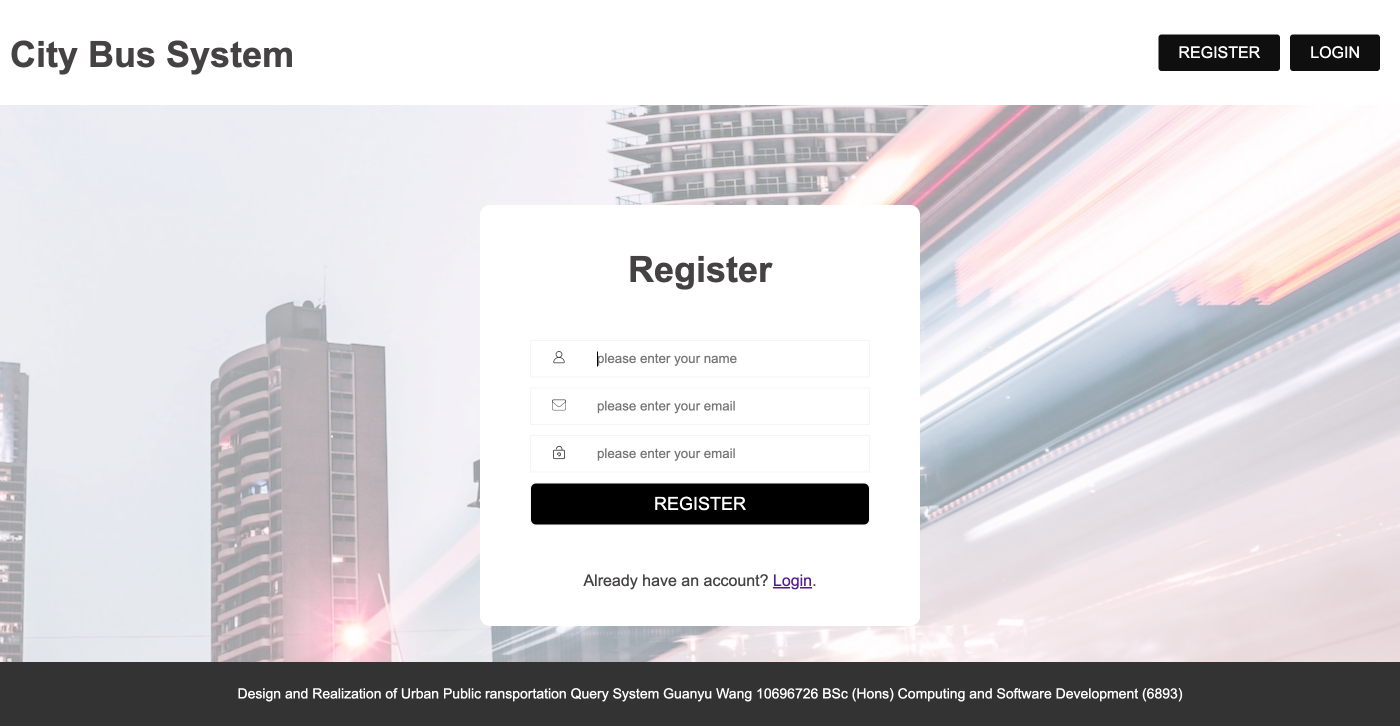 City Bus System
REGISTER
LOGIN
Register
please enter your name
please enter your email
please enter your email
REGISTER
Already have an account? Login.
Design and Realization of Urban Public ransportation Query System Guanyu Wang 10696726 BSc (Hons) Computing and Software Development (6893)